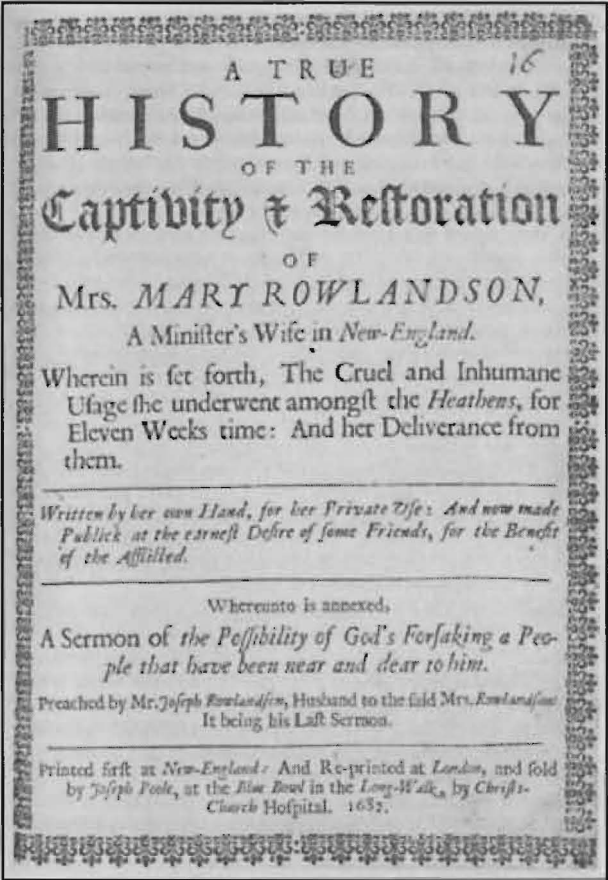 16
A TRUE
HISTORY
OF THE
Captivity & Reſtoration
OF
Mrs. MARY ROWLANDSON,
A Miniſter's Wife in New-England.
Wherein is ſet forth, The Cruel and Inhumane
Uſage ſhe underwent amongſt the Heathens, for
Eleven Weeks time: And her Deliverance from
them.
Written by her own Hand, for her Private Uſe: And now made
Publick at the earneſt Deſire of ſome Friends, for the Benefit
of the Afflicted.
Whereunto is annexed,
A Sermon of the Poſſibility of God's Forſaking a Peo-
ple that have been near and dear to him.
Preached by Mr. Joſeph Rowlandſon, Husband to the ſaid Mrs. Rowlandſon:
It being his Laſt Sermon.
Printed firſt at New-England: And Re-printed at London, and ſold
by Joſeph Poole, at the Blue Bowl in the Long-Walk, by Chriſts-
Church Hoſpital. 1682.